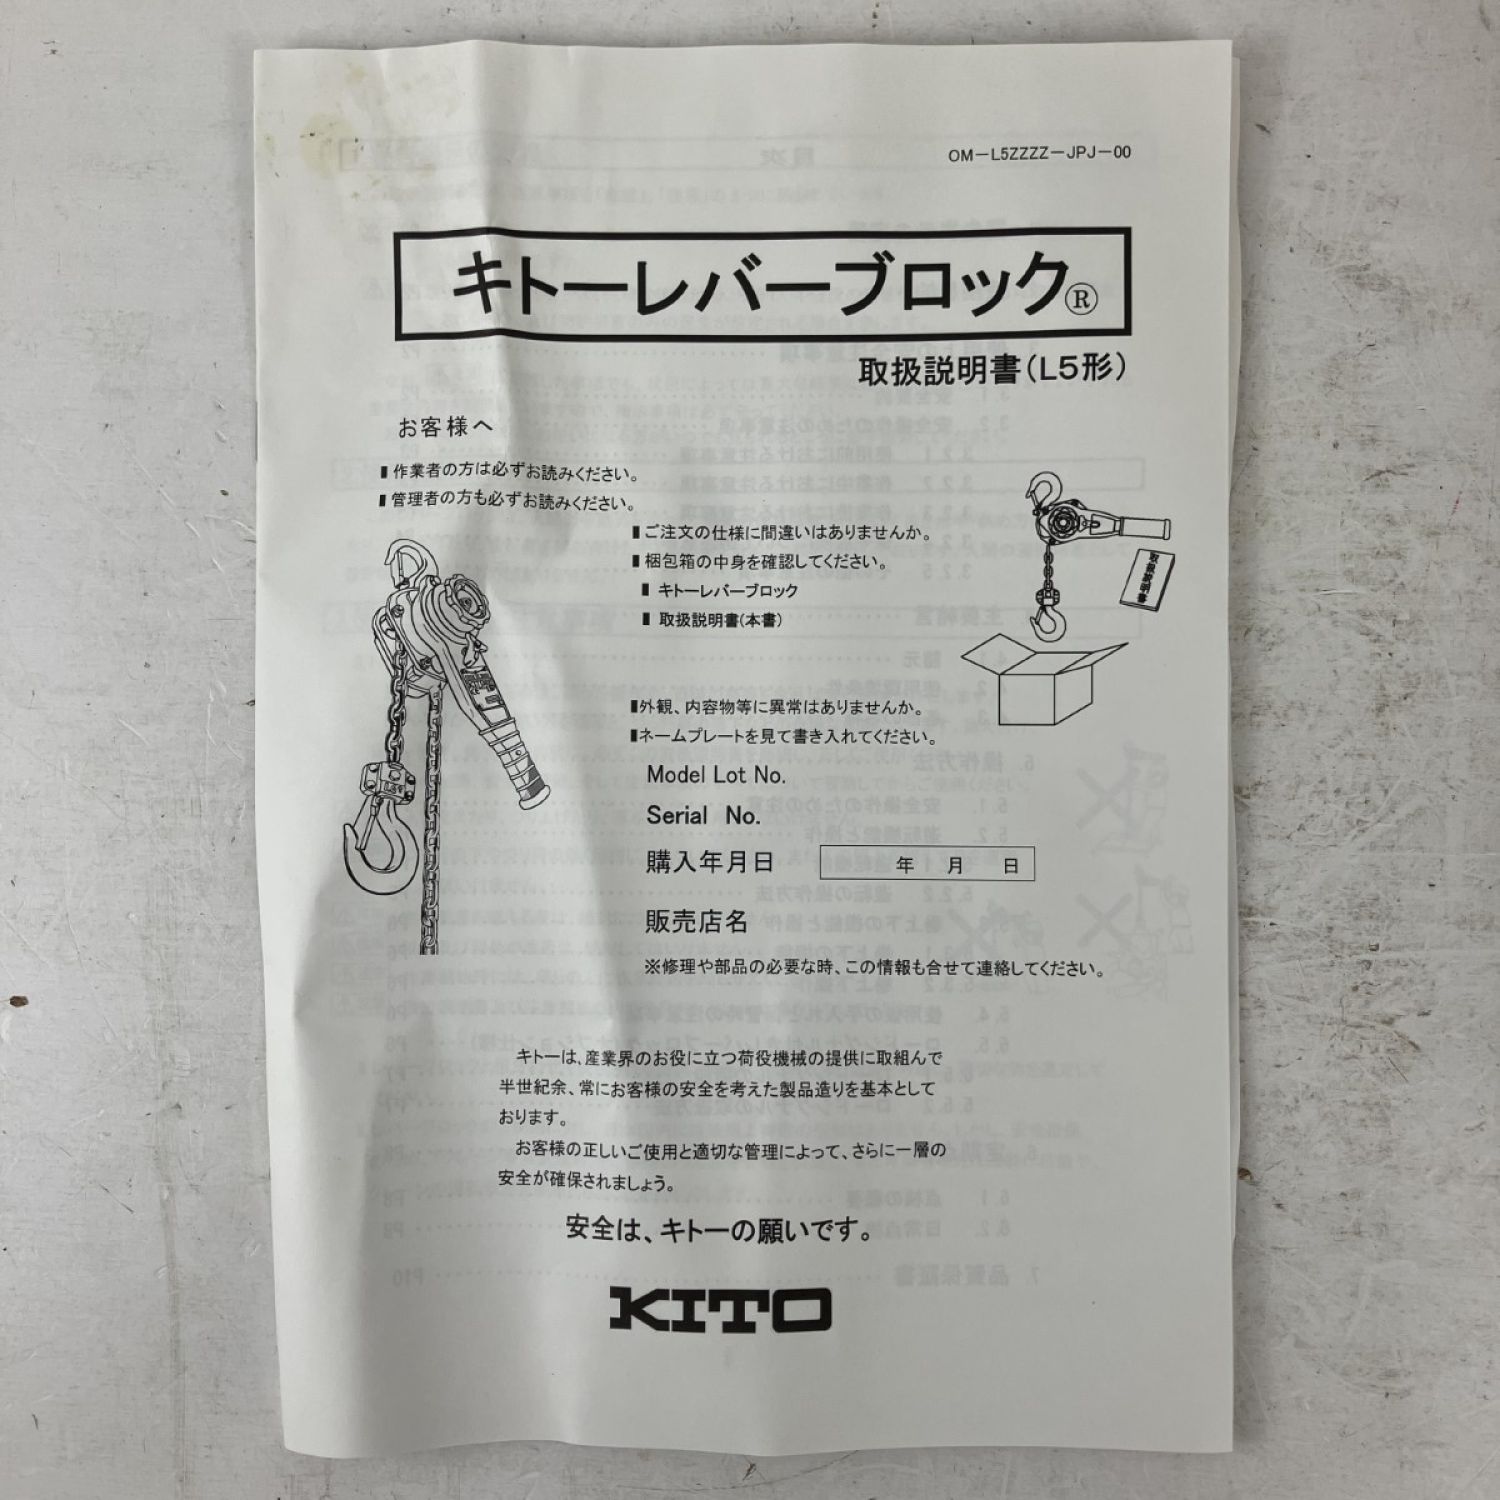 OM-L5ZZZZ-JPJ-00
キトーレバーブロック®
取扱説明書(L5形)
お客様へ
▮作業者の方は必ずお読みください。
▮管理者の方も必ずお読みください。
▮ご注文の仕様に間違いはありませんか。
▮梱包箱の中身を確認してください。
▮ キトーレバーブロック
▮ 取扱説明書(本書)
取扱説明書
▮外観、内容物等に異常はありませんか。
▮ネームプレートを見て書き入れてください。
Model Lot No.
Serial No.
購入年月日 年 月 日
販売店名
※修理や部品の必要な時、この情報も合せて連絡してください。
キトーは、産業界のお役に立つ荷役機械の提供に取組んで
半世紀余、常にお客様の安全を考えた製品造りを基本として
おります。
お客様の正しいご使用と適切な管理によって、さらに一層の
安全が確保されましょう。
安全は、キトーの願いです。
KITO